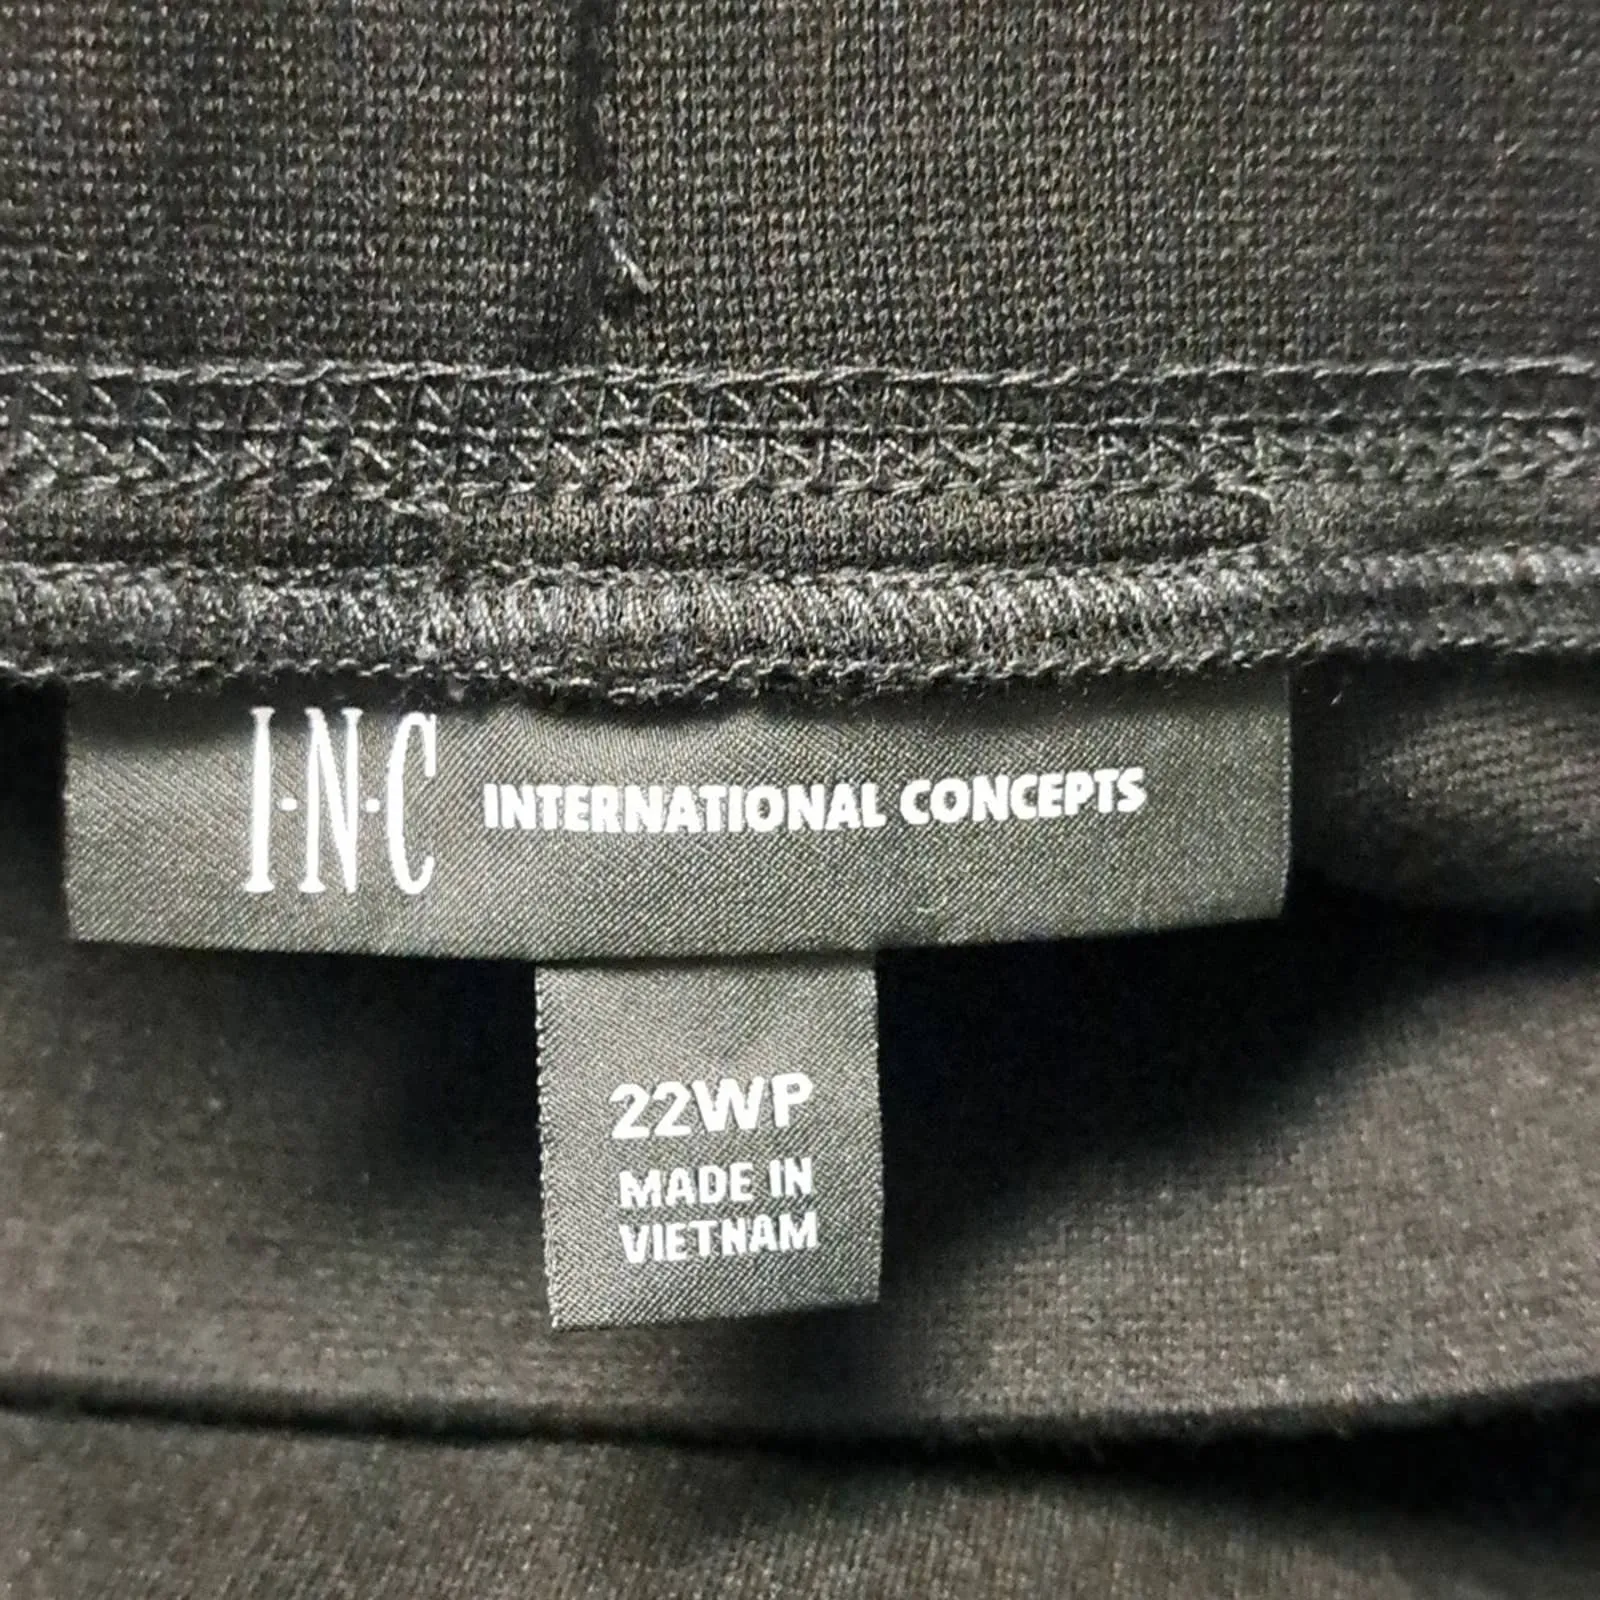 I·N·C INTERNATIONAL CONCEPTS
22WP
MADE IN
VIETNAM